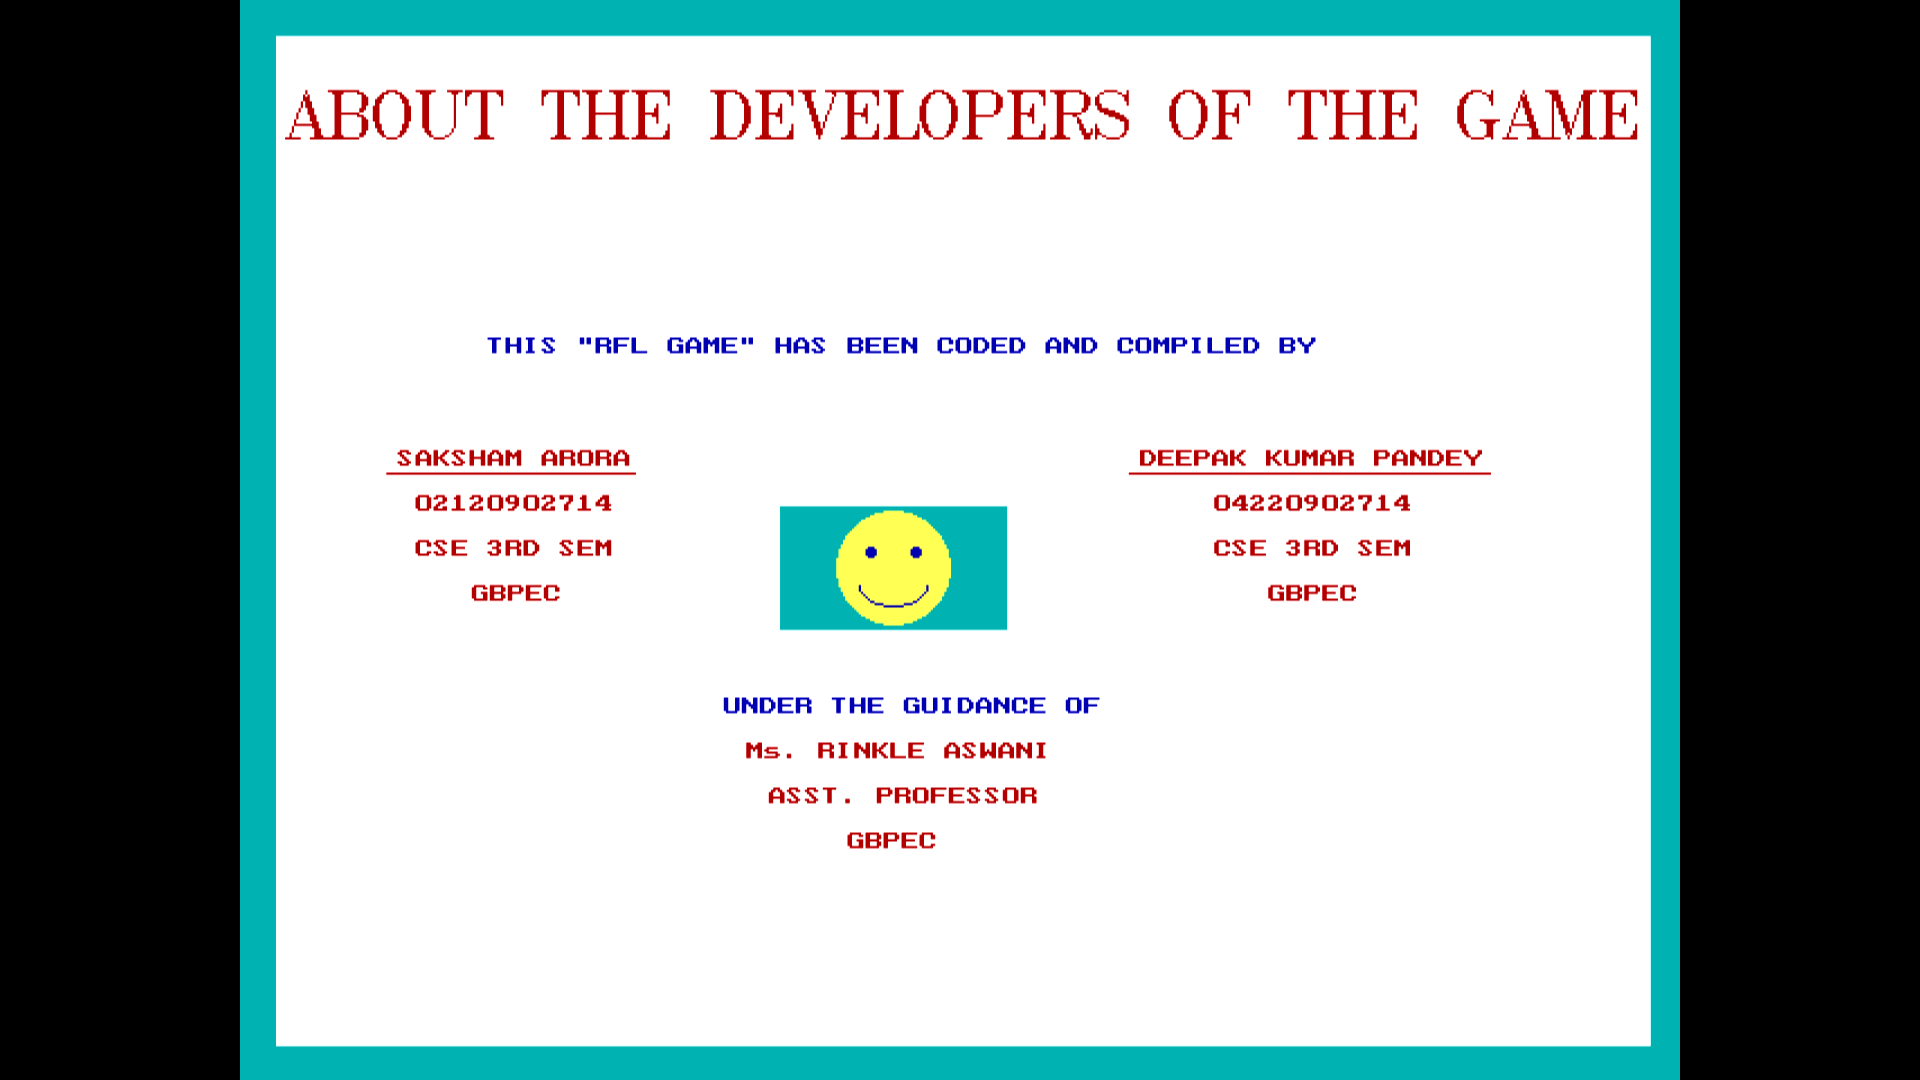 ABOUT THE DEVELOPERS OF THE GAME
THIS "RFL GAME" HAS BEEN CODED AND COMPILED BY
SAKSHAM ARORA
02120902714
CSE 3RD SEM
GBPEC
DEEPAK KUMAR PANDEY
04220902714
CSE 3RD SEM
GBPEC
UNDER THE GUIDANCE OF
Ms. RINKLE ASWANI
ASST. PROFESSOR
GBPEC